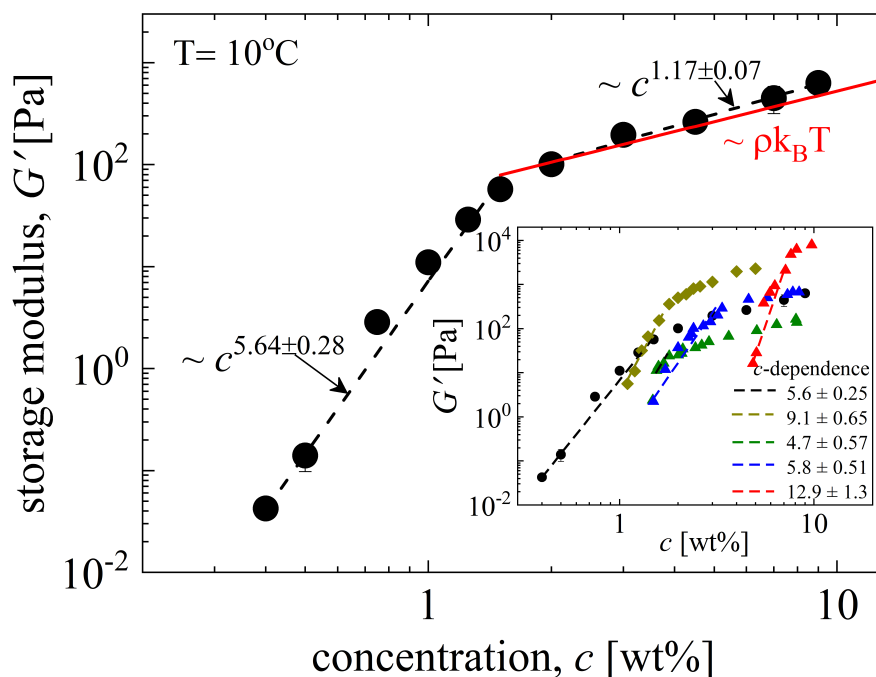 T= 10°C
~ c^1.17±0.07
~ ρk_BT
~ c^5.64±0.28
storage modulus, G′ [Pa]
10^2
10^0
10^-2
1
10
concentration, c [wt%]
G′ [Pa]
10^4
10^2
10^0
10^-2
c-dependence
5.6 ± 0.25
9.1 ± 0.65
4.7 ± 0.57
5.8 ± 0.51
12.9 ± 1.3
1
10
c [wt%]